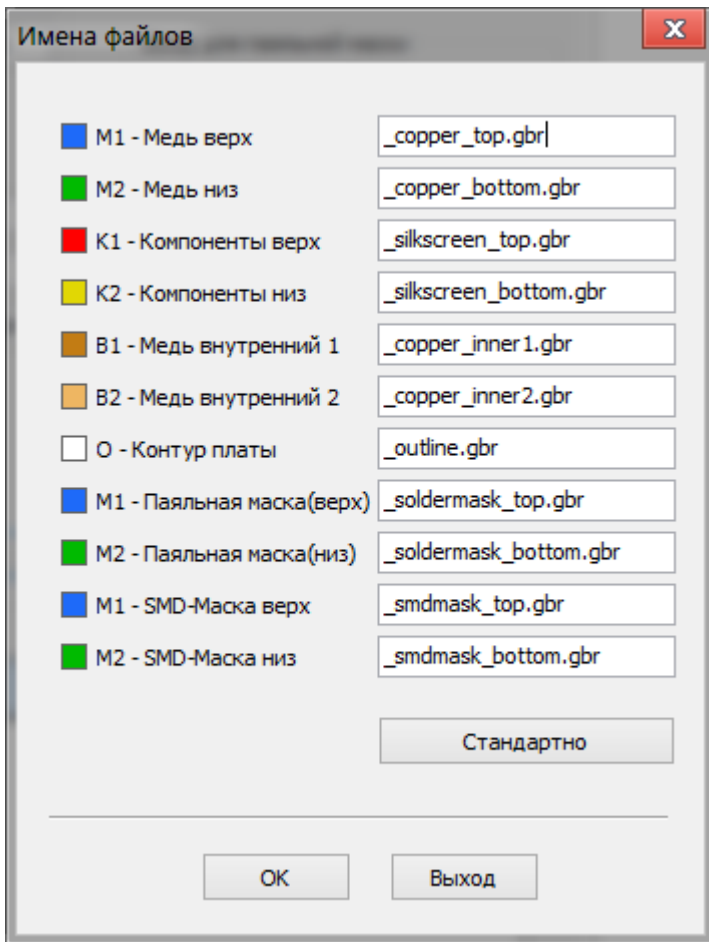 Имена файлов
M1 - Медь верх _copper_top.gbr
M2 - Медь низ _copper_bottom.gbr
K1 - Компоненты верх _silkscreen_top.gbr
K2 - Компоненты низ _silkscreen_bottom.gbr
B1 - Медь внутренний 1 _copper_inner1.gbr
B2 - Медь внутренний 2 _copper_inner2.gbr
O - Контур платы _outline.gbr
M1 - Паяльная маска(верх) _soldermask_top.gbr
M2 - Паяльная маска(низ) _soldermask_bottom.gbr
M1 - SMD-Маска верх _smdmask_top.gbr
M2 - SMD-Маска низ _smdmask_bottom.gbr
Стандартно
OK Выход